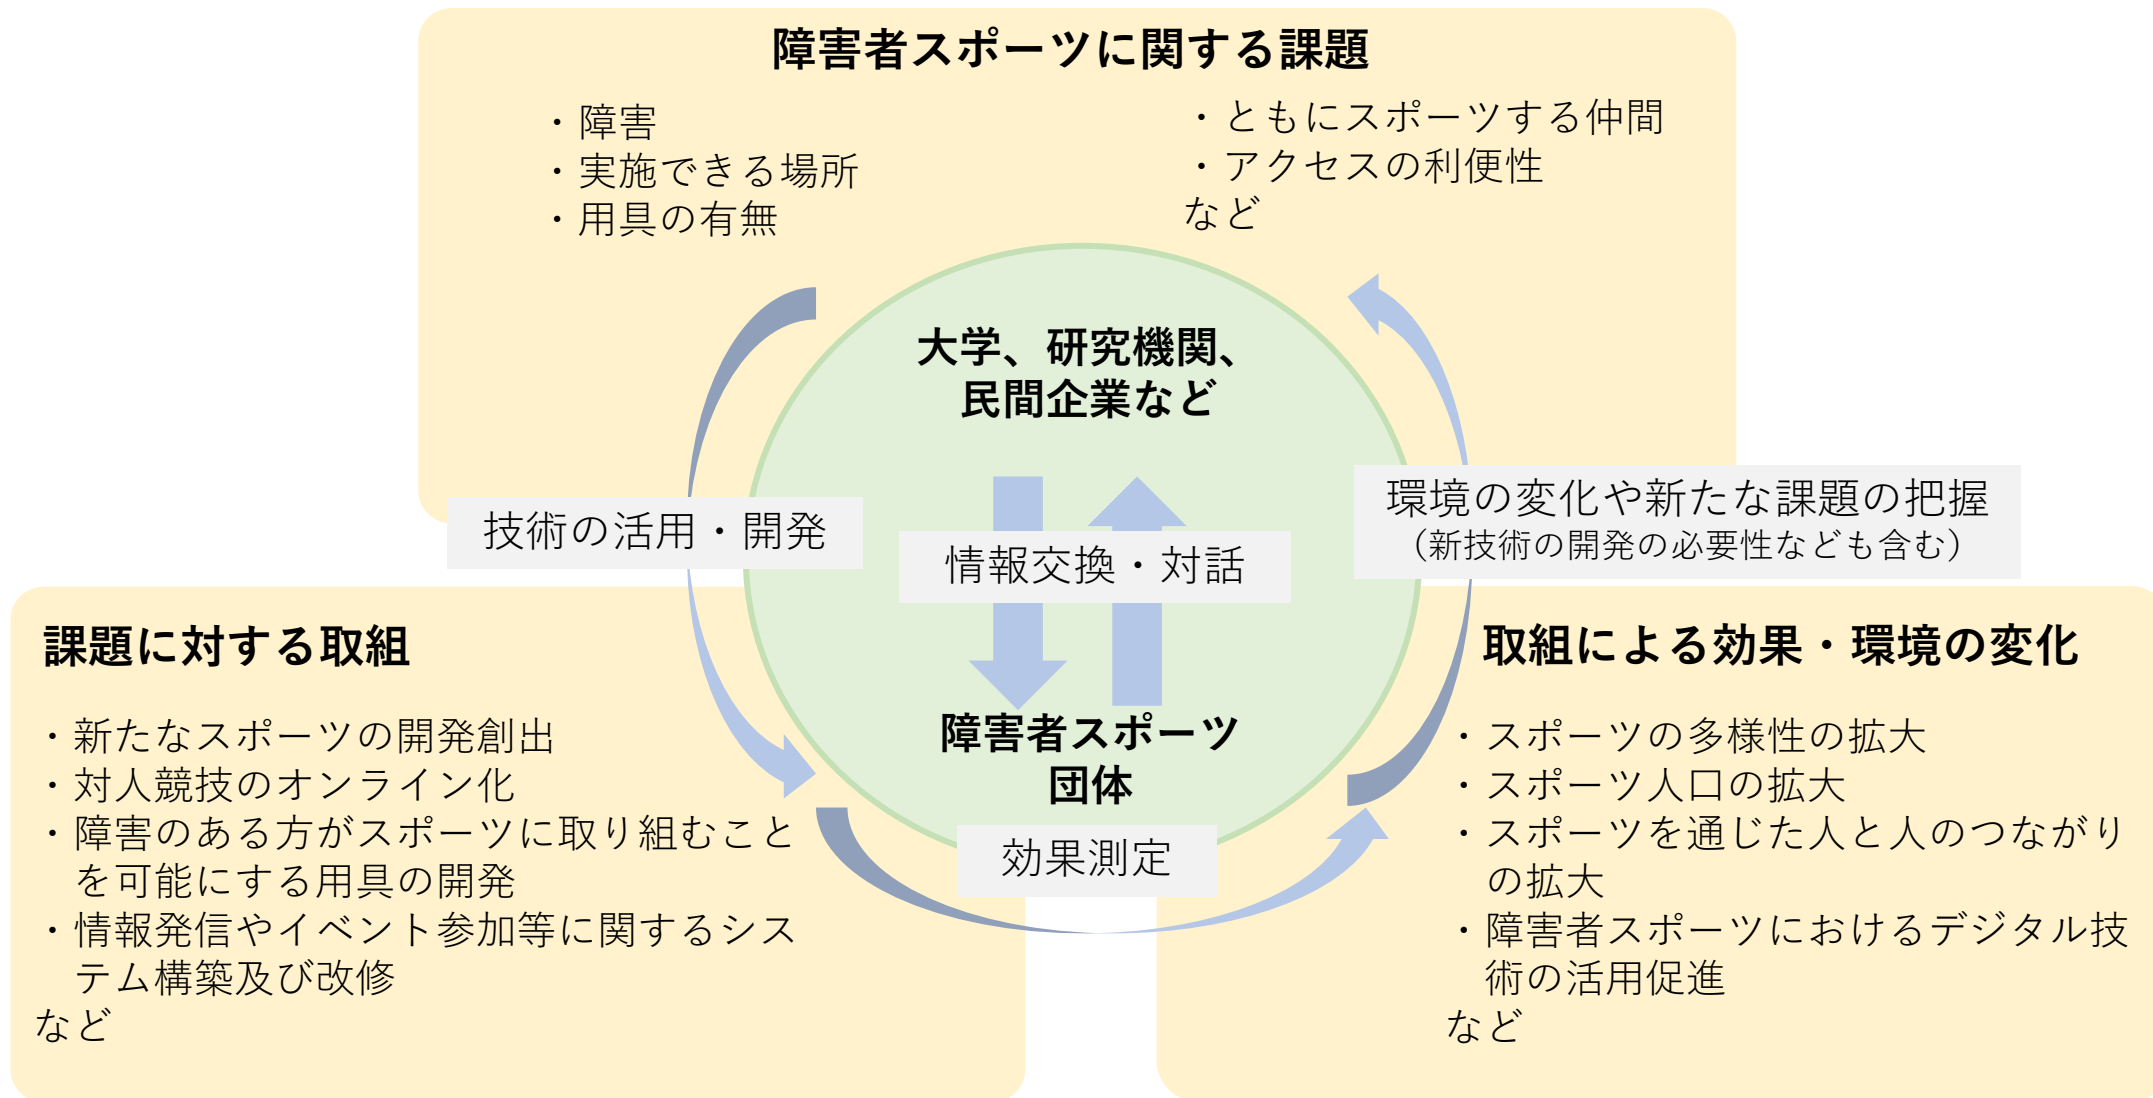 障害者スポーツに関する課題
・障害
・実施できる場所
・用具の有無
・ともにスポーツする仲間
・アクセスの利便性
など
大学、研究機関、
民間企業など
技術の活用・開発
情報交換・対話
環境の変化や新たな課題の把握
（新技術の開発の必要性なども含む）
障害者スポーツ
団体
効果測定
課題に対する取組
・新たなスポーツの開発創出
・対人競技のオンライン化
・障害のある方がスポーツに取り組むこと
を可能にする用具の開発
・情報発信やイベント参加等に関するシス
テム構築及び改修
など
取組による効果・環境の変化
・スポーツの多様性の拡大
・スポーツ人口の拡大
・スポーツを通じた人と人のつながり
の拡大
・障害者スポーツにおけるデジタル技
術の活用促進
など